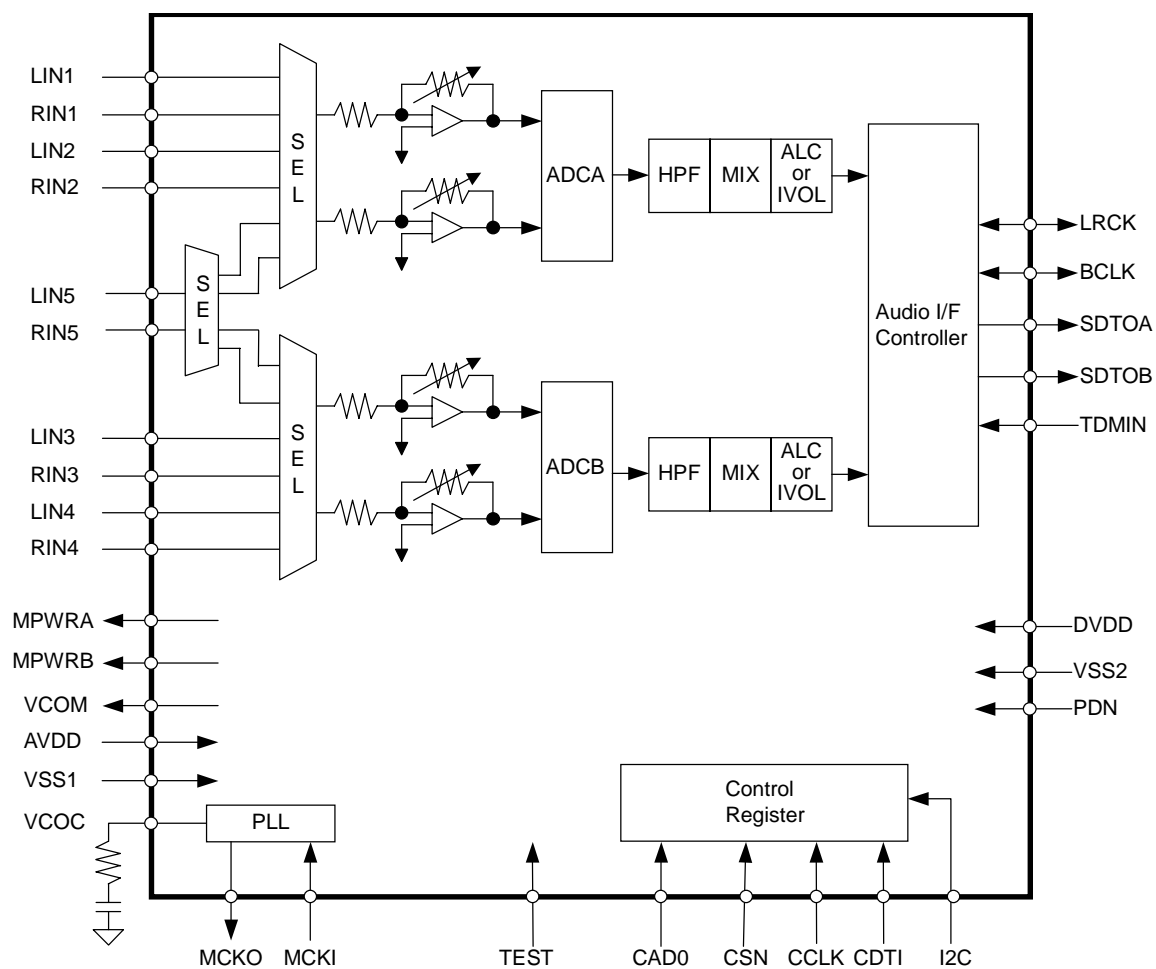 LIN1
RIN1
LIN2
RIN2
LIN5
RIN5
LIN3
RIN3
LIN4
RIN4
MPWRA
MPWRB
VCOM
AVDD
VSS1
VCOC
S
E
L
S
E
L
S
E
L
ADCA
HPF
MIX
ALC
or
IVOL
ADCB
HPF
MIX
ALC
or
IVOL
Audio I/F
Controller
LRCK
BCLK
SDTOA
SDTOB
TDMIN
DVDD
VSS2
PDN
PLL
Control
Register
MCKO
MCKI
TEST
CAD0
CSN
CCLK
CDTI
I2C